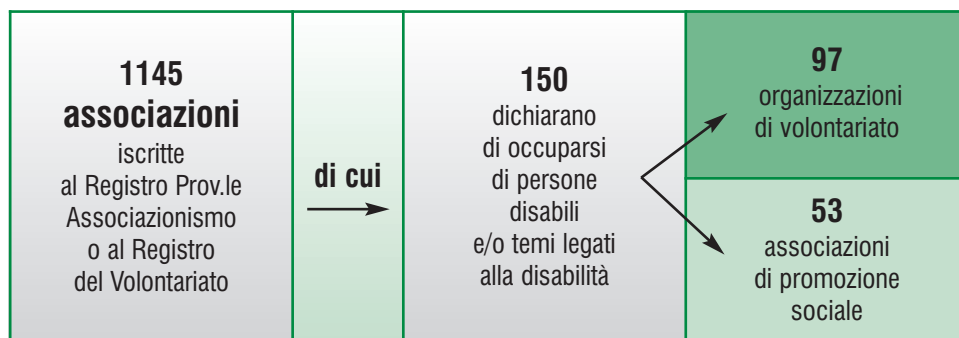 1145
associazioni
iscritte
al Registro Prov.le
Associazionismo
o al Registro
del Volontariato
di cui
150
dichiarano
di occuparsi
di persone
disabili
e/o temi legati
alla disabilità
97
organizzazioni
di volontariato
53
associazioni
di promozione
sociale